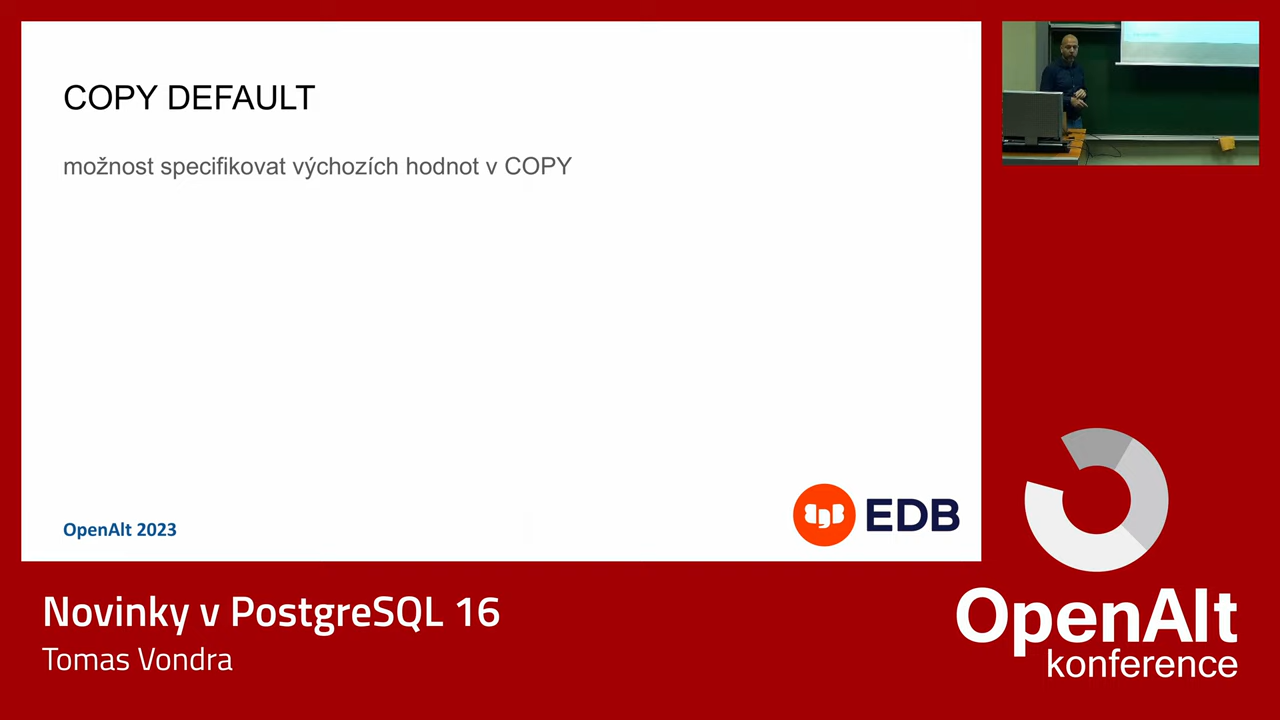 COPY DEFAULT
možnost specifikovat výchozích hodnot v COPY
OpenAlt 2023
EDB
Novinky v PostgreSQL 16
Tomas Vondra
OpenAlt
konference